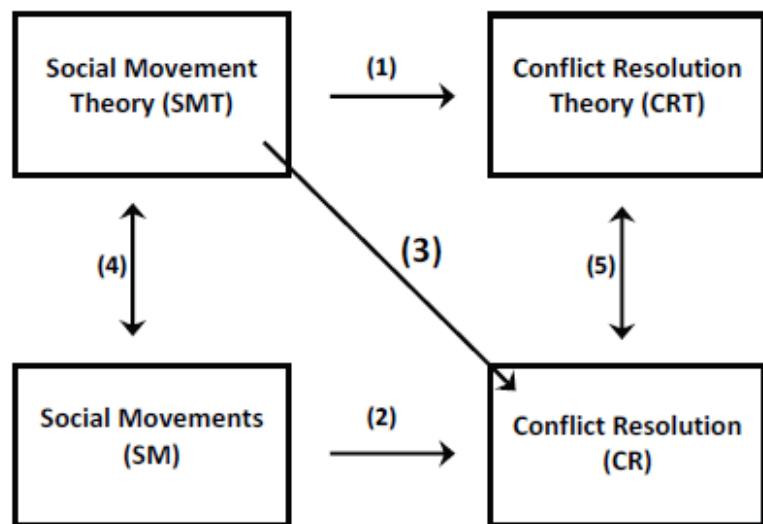 Social Movement
Theory (SMT)
(1)
Conflict Resolution
Theory (CRT)
(4)
(3)
(5)
Social Movements
(SM)
(2)
Conflict Resolution
(CR)